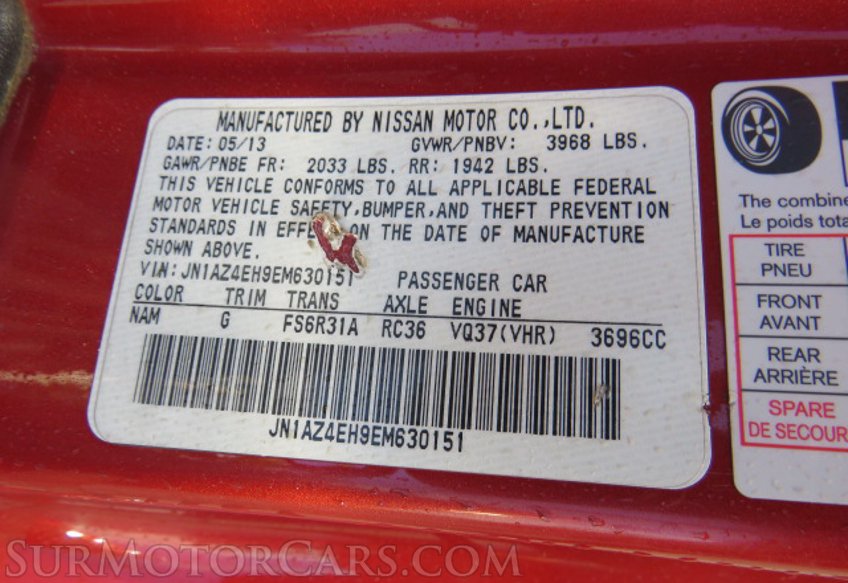 MANUFACTURED BY NISSAN MOTOR CO.,LTD.
DATE: 05/13 GVWR/PNBV: 3968 LBS.
GAWR/PNBE FR: 2033 LBS. RR: 1942 LBS.
THIS VEHICLE CONFORMS TO ALL APPLICABLE FEDERAL
MOTOR VEHICLE SAFETY,BUMPER,AND THEFT PREVENTION
STANDARDS IN ON THE DATE OF MANUFACTURE
SHOWN ABOVE.
VIN: JN1AZ4EH9EM630151 PASSENGER CAR
COLOR TRIM TRANS AXLE ENGINE
NAM G FS6R31A RC36 VQ37(VHR) 3696CC
JN1AZ4EH9EM630151
The combine
Le poids tota
TIRE
PNEU
FRONT
AVANT
REAR
ARRIÈRE
SPARE
DE SECOUR
SURMOTORCARS.COM